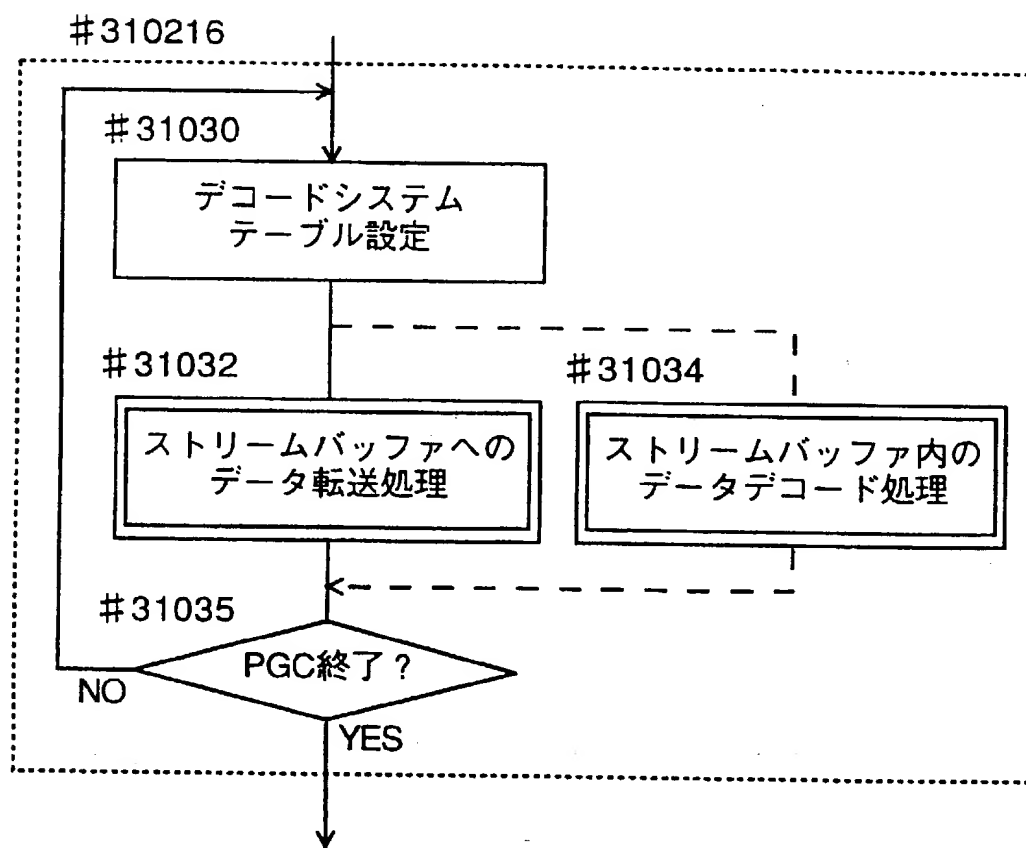 #310216
#31030
デコードシステム
テーブル設定
#31032
ストリームバッファへの
データ転送処理
#31034
ストリームバッファ内の
データデコード処理
#31035
PGC終了？
NO
YES